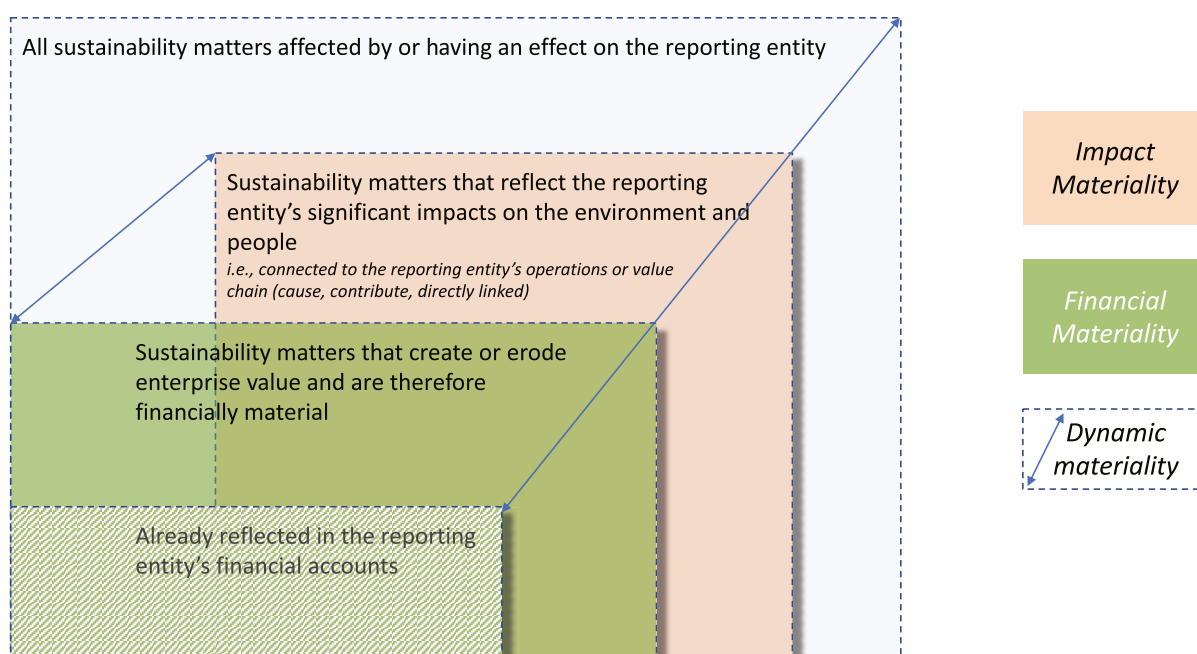 All sustainability matters affected by or having an effect on the reporting entity
Sustainability matters that reflect the reporting
entity’s significant impacts on the environment and
people
i.e., connected to the reporting entity’s operations or value
chain (cause, contribute, directly linked)
Sustainability matters that create or erode
enterprise value and are therefore
financially material
Already reflected in the reporting
entity’s financial accounts
Impact
Materiality
Financial
Materiality
Dynamic
materiality